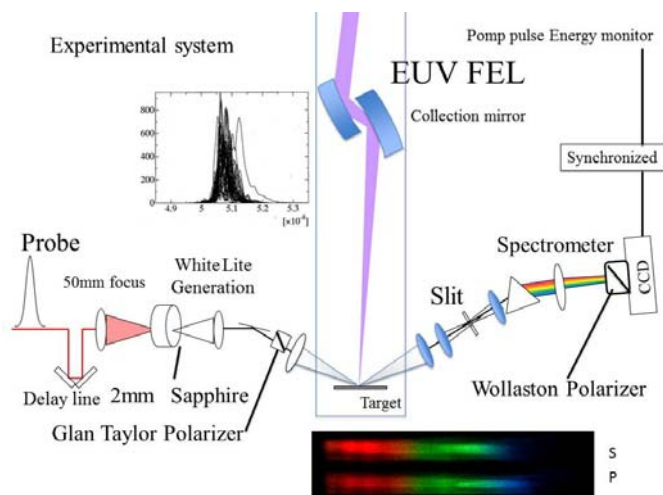 Experimental system
Pomp pulse Energy monitor
EUV FEL
Collection mirror
Synchronized
800
600
400
200
0
4.9
5
5.1
5.2
5.3
Probe
50mm focus
White Lite
Generation
Spectrometer
CCD
Slit
Delay line
2mm
Sapphire
Target
Wollaston Polarizer
Glan Taylor Polarizer
S
P